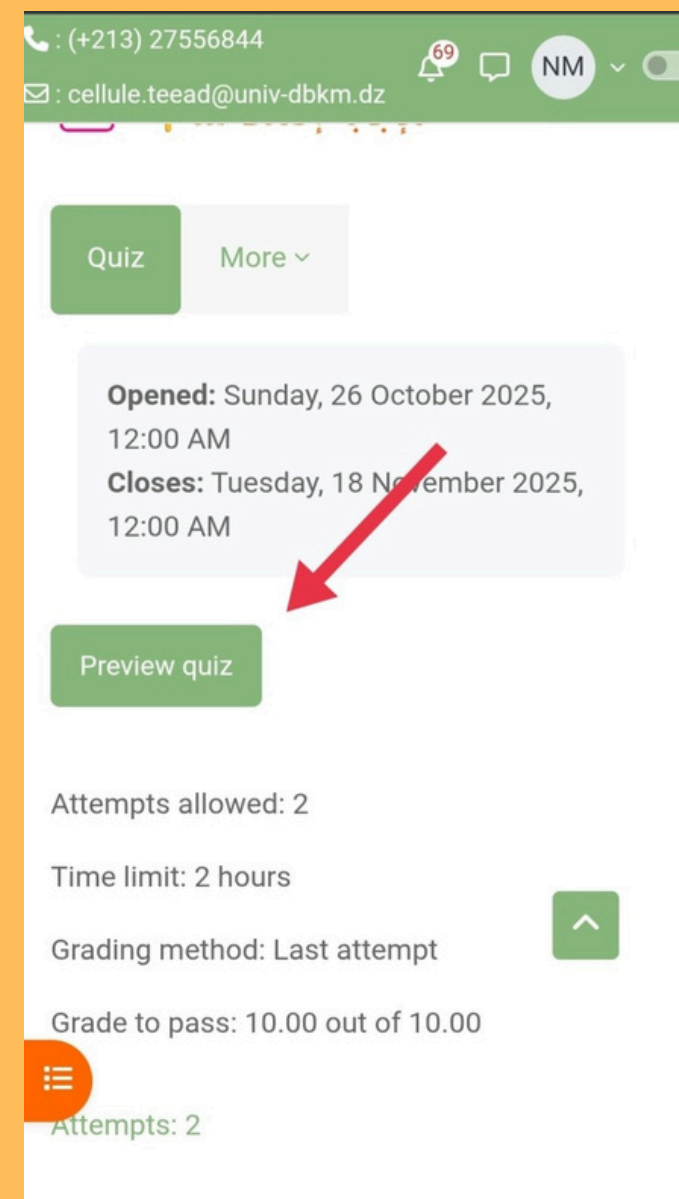 : (+213) 27556844
69
NM
: cellule.teead@univ-dbkm.dz
Quiz
More
Opened: Sunday, 26 October 2025,
12:00 AM
Closes: Tuesday, 18 November 2025,
12:00 AM
Preview quiz
Attempts allowed: 2
Time limit: 2 hours
Grading method: Last attempt
Grade to pass: 10.00 out of 10.00
Attempts: 2